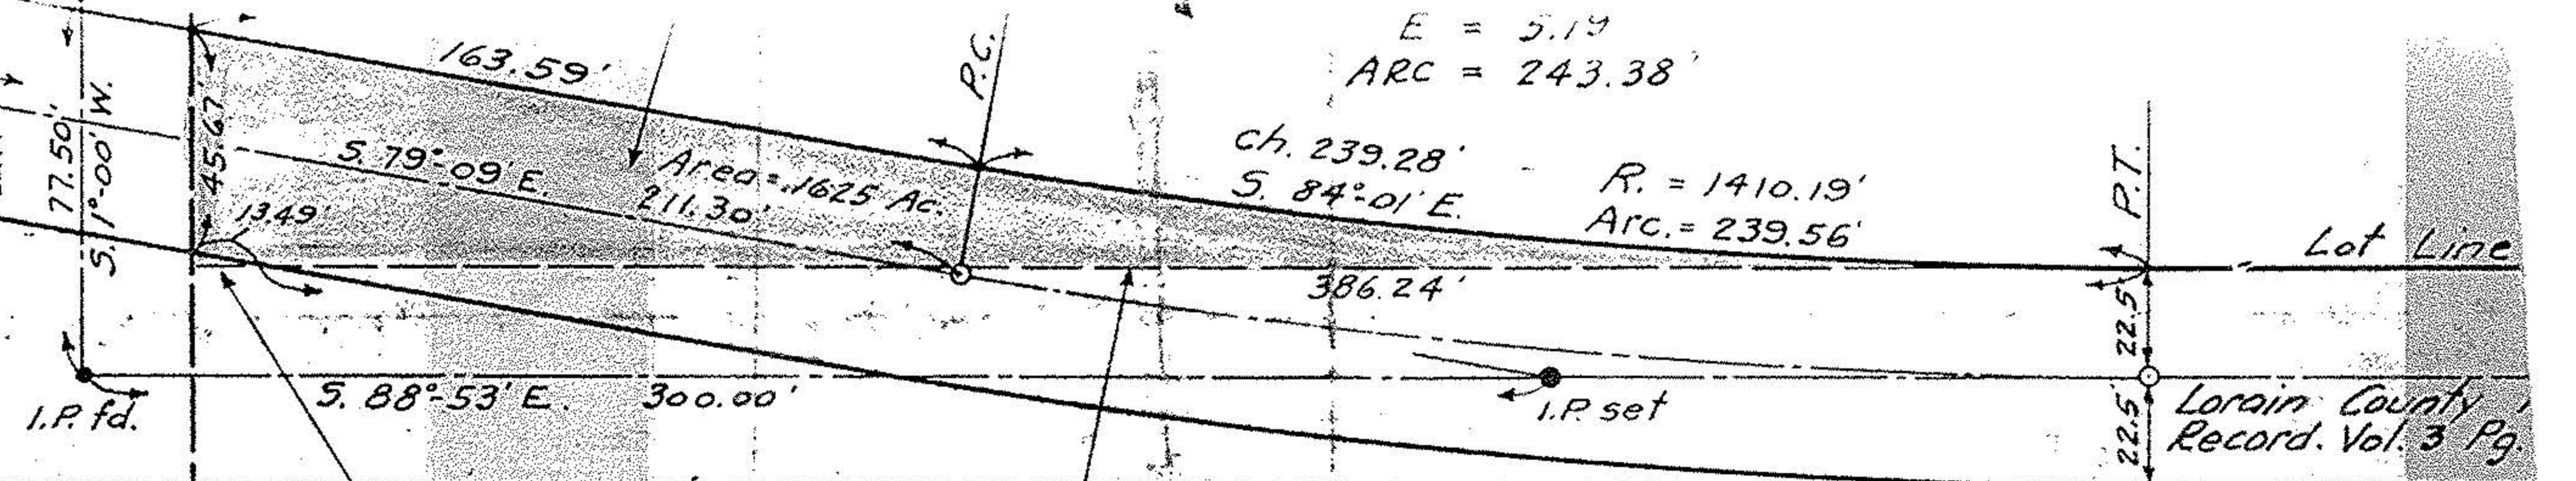 E = 5.19
ARC = 243.38'
163.59'
P.C.
77.50'
S. 1°-00' W.
45.67'
S. 79°-09' E.
211.30'
Area = .1625 Ac.
13.49'
ch. 239.28'
S. 84°-01' E.
R. = 1410.19'
Arc. = 239.56'
P.T.
Lot Line
386.24'
22.5'
S. 88°-53' E. 300.00'
I.P. fd.
I.P. set
22.5'
Lorain County
Record. Vol. 3 Pg.